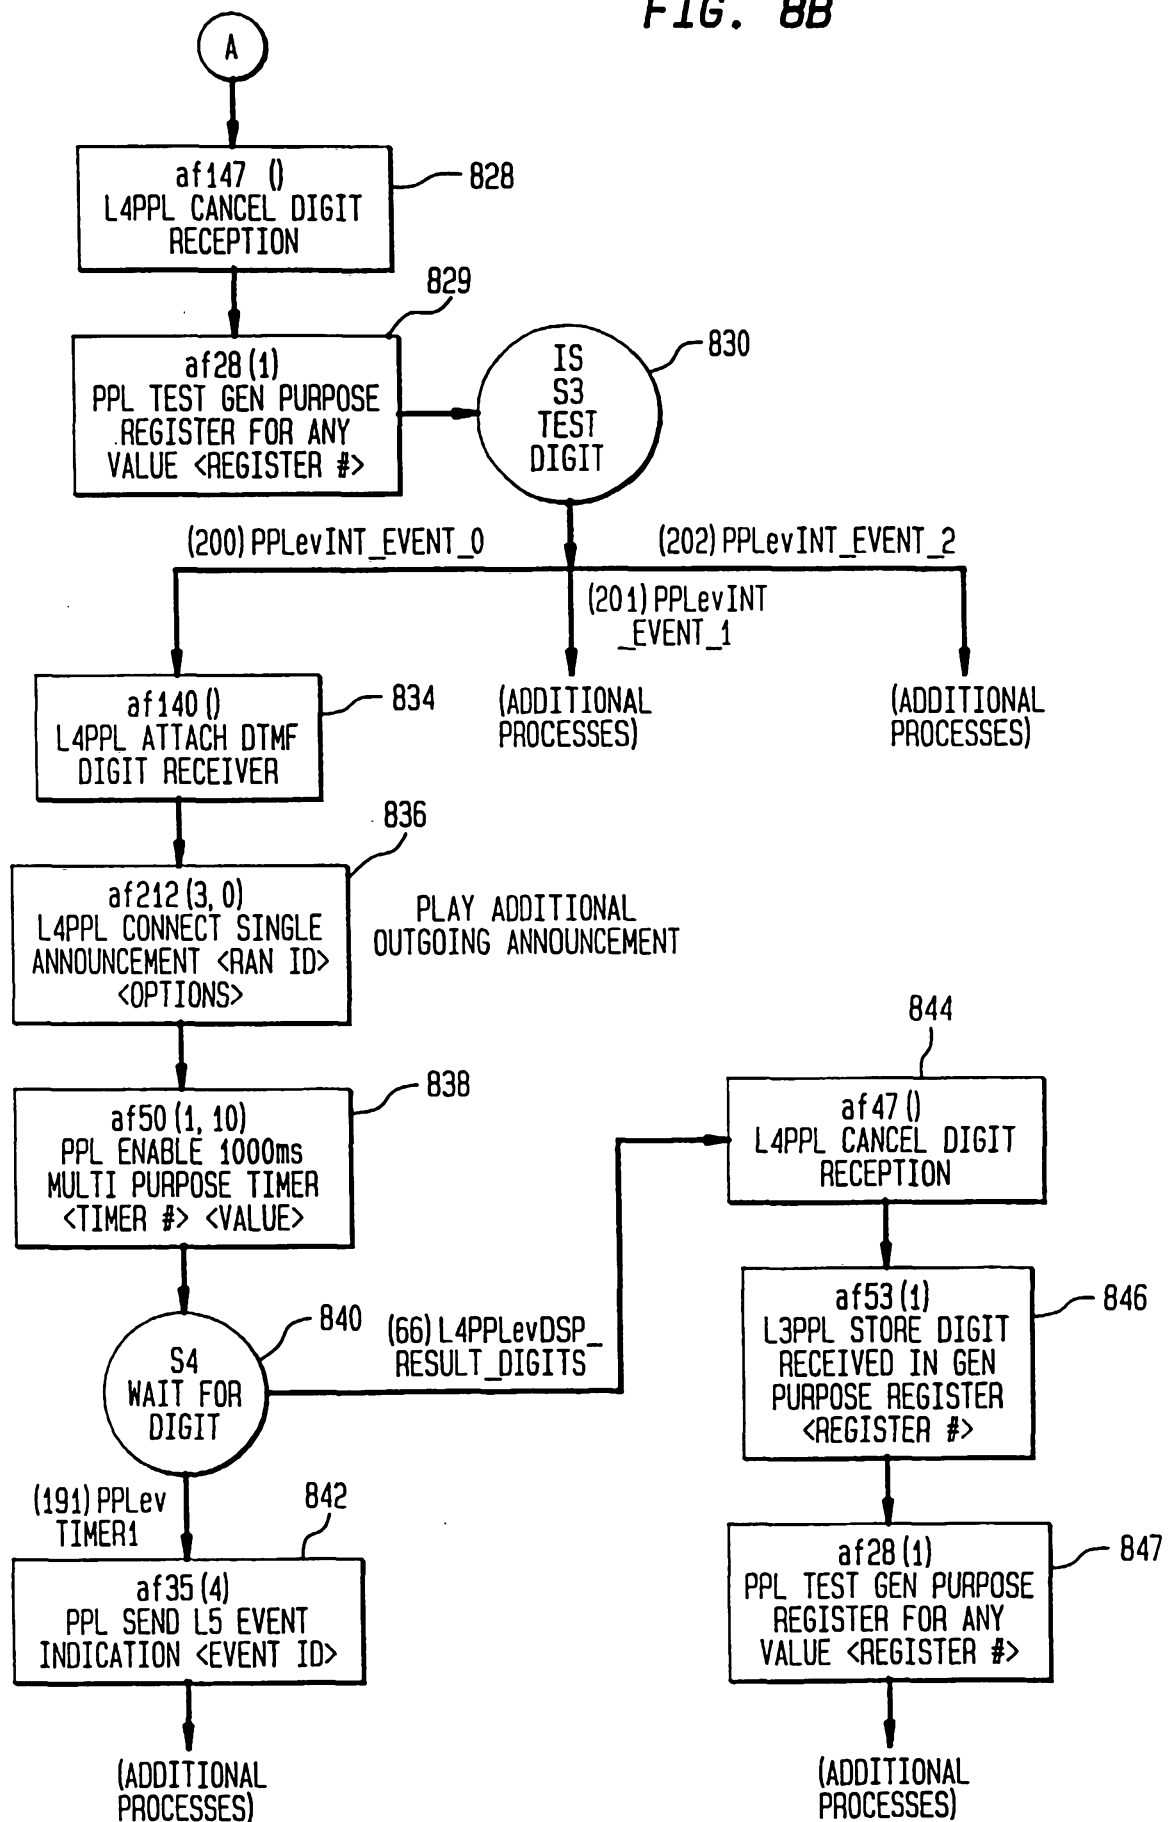 FIG. 8B
A
af147 ()
L4PPL CANCEL DIGIT
RECEPTION
828
829
af28(1)
PPL TEST GEN PURPOSE
REGISTER FOR ANY
VALUE <REGISTER #>
IS
S3
TEST
DIGIT
830
(200)PPLevINT_EVENT_0
(202)PPLevINT_EVENT_2
(201)PPLevINT
_EVENT_1
af140()
L4PPL ATTACH DTMF
DIGIT RECEIVER
834
(ADDITIONAL
PROCESSES)
(ADDITIONAL
PROCESSES)
836
af212(3,0)
L4PPL CONNECT SINGLE
ANNOUNCEMENT <RAN ID>
<OPTIONS>
PLAY ADDITIONAL
OUTGOING ANNOUNCEMENT
838
af50(1,10)
PPL ENABLE 1000ms
MULTI PURPOSE TIMER
<TIMER #> <VALUE>
844
af47()
L4PPL CANCEL DIGIT
RECEPTION
840
S4
WAIT FOR
DIGIT
(66)L4PPLevDSP_
RESULT_DIGITS
af53(1)
L3PPL STORE DIGIT
RECEIVED IN GEN
PURPOSE REGISTER
<REGISTER #>
846
(191)PPLev
TIMER1
842
af35(4)
PPL SEND L5 EVENT
INDICATION <EVENT ID>
af28(1)
PPL TEST GEN PURPOSE
REGISTER FOR ANY
VALUE <REGISTER #>
847
(ADDITIONAL
PROCESSES)
(ADDITIONAL
PROCESSES)